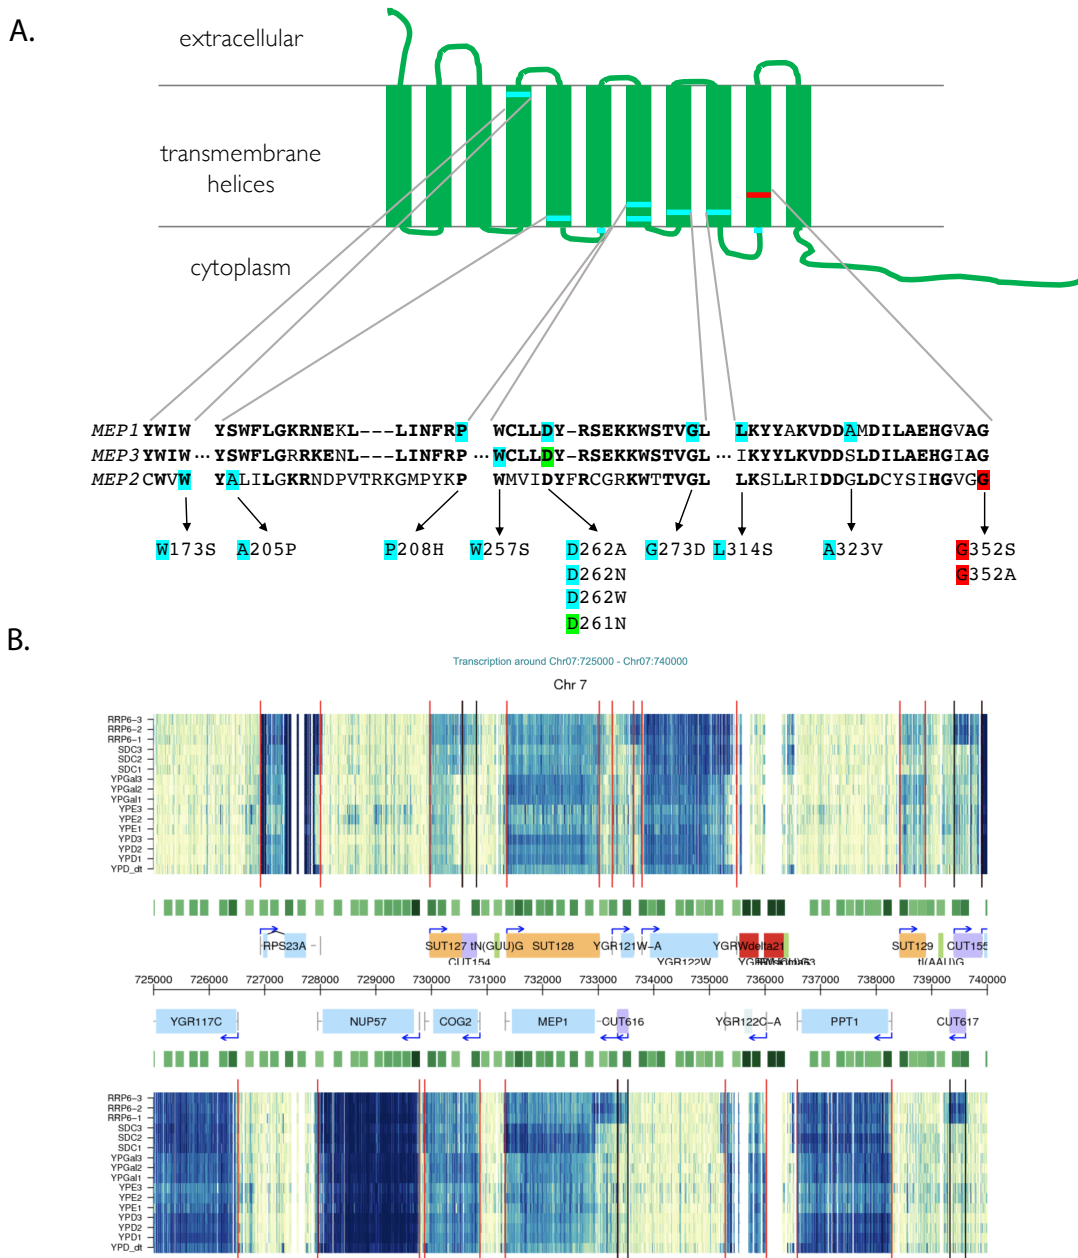 A.
extracellular
transmembrane
helices
cytoplasm
MEP1 YWIW YSWFLGKRNEKL---LINFRP WCLLDY-RSEKKWSTVGL LKYYAKVDDAMDILAEHGVAG
MEP3 YWIW ··· YSWFLGRRKENL---LINFRP ··· WCLLDY-RSEKKWSTVGL ··· IKYYLKVDDSLDILAEHGIAG
MEP2 CWVW YALILGKRNDPVTRKGMPYKP WMVIDYFRCGRKWTTVGL LKSLLRIDDGLDCYSIHGVGG
W173S A205P P208H W257S D262A G273D L314S A323V G352S
D262N G352A
D262W
D261N
B.
Transcription around Chr07:725000 - Chr07:740000
Chr 7
RRP6-3
RRP6-2
RRP6-1
SDC3
SDC2
SDC1
YPGal3
YPGal2
YPGal1
YPE3
YPE2
YPE1
YPD3
YPD2
YPD1
YPD_dt
RPS23A SUT127 tN(GUU)G SUT128 YGR121W-A YGRWdelta21 SUT129 CUT155
CUT154 YGR122W tI(AAU)G
725000 726000 727000 728000 729000 730000 731000 732000 733000 734000 735000 736000 737000 738000 739000 740000
YGR117C NUP57 COG2 MEP1 CUT616 YGR122C-A PPT1 CUT617
RRP6-3
RRP6-2
RRP6-1
SDC3
SDC2
SDC1
YPGal3
YPGal2
YPGal1
YPE3
YPE2
YPE1
YPD3
YPD2
YPD1
YPD_dt